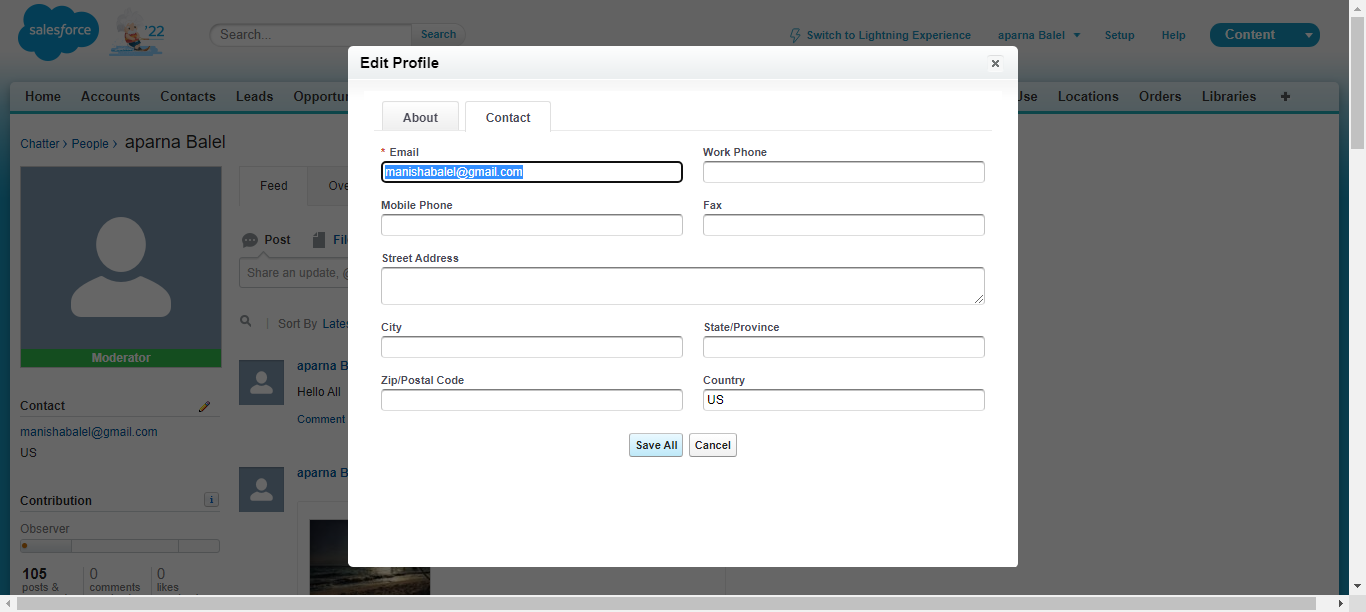 salesforce
'22
Search...
Search
Switch to Lightning Experience
aparna Balel
Setup
Help
Content
Home Accounts Contacts Leads Opportu
Use Locations Orders Libraries +
Chatter › People › aparna Balel
Edit Profile
About
Contact
* Email
manishabalel@gmail.com
Work Phone
Mobile Phone
Fax
Street Address
City
State/Province
Zip/Postal Code
Country
US
Save All
Cancel
Moderator
Contact
manishabalel@gmail.com
US
Contribution
i
Observer
105
posts &
0
comments
0
likes
Feed
Ove
Post
Fil
Share an update, @
Sort By Lates
aparna B
Hello All
Comment
aparna B